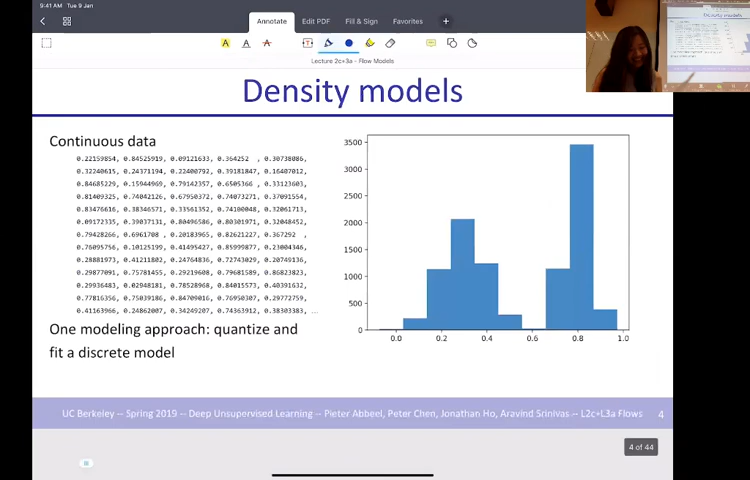 9:41 AM Tue 9 Jan
Annotate
Edit PDF
Fill & Sign
Favorites
Lecture 2c+3a - Flow Models
Density models
Continuous data
0.22159854, 0.84525919, 0.09121633, 0.364252 , 0.30738086,
0.32240615, 0.24371194, 0.22400792, 0.39181847, 0.16407012,
0.84685229, 0.15944969, 0.79142357, 0.6505366 , 0.33123603,
0.81409325, 0.74042126, 0.67950372, 0.74073271, 0.37091554,
0.83476616, 0.38346571, 0.33561352, 0.74100048, 0.32061713,
0.09172335, 0.39037131, 0.80496586, 0.80301971, 0.32048452,
0.79428266, 0.6961708 , 0.20183965, 0.82621227, 0.367292 ,
0.76095756, 0.10125199, 0.41495427, 0.85999877, 0.23004346,
0.28881973, 0.41211802, 0.24764836, 0.72743029, 0.20749136,
0.29877091, 0.75781455, 0.29219608, 0.79681589, 0.86823823,
0.29936483, 0.02948181, 0.78528968, 0.84015573, 0.40391632,
0.77816356, 0.75039186, 0.84709016, 0.76950307, 0.29772759,
0.41163966, 0.24862007, 0.34249207, 0.74363912, 0.38303383, ...
One modeling approach: quantize and
fit a discrete model
3500
3000
2500
2000
1500
1000
500
0
0.0 0.2 0.4 0.6 0.8 1.0
UC Berkeley -- Spring 2019 -- Deep Unsupervised Learning -- Pieter Abbeel, Peter Chen, Jonathan Ho, Aravind Srinivas -- L2c+L3a Flows 4
4 of 44